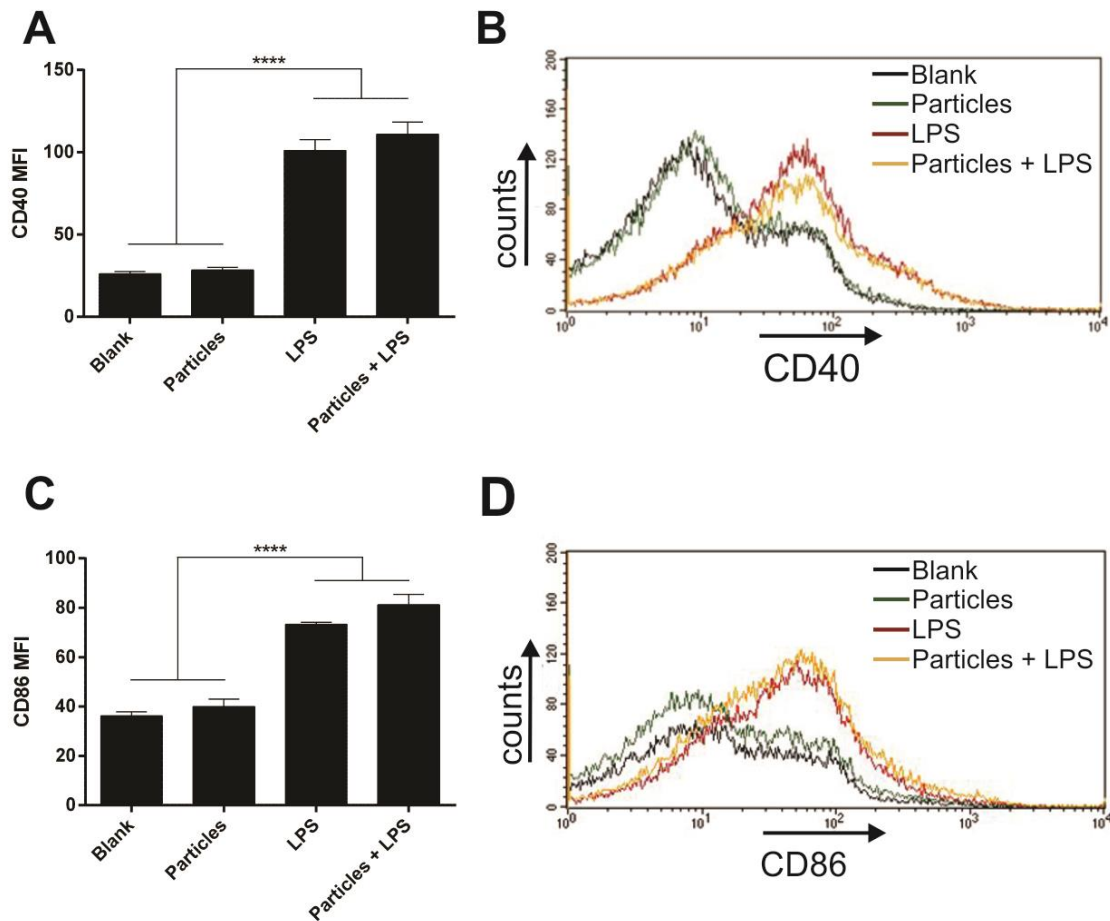 A
150
100
50
0
CD40 MFI
****
Blank
Particles
LPS
Particles + LPS
B
200
160
120
80
40
0
counts
Blank
Particles
LPS
Particles + LPS
10⁰
10¹
10²
10³
10⁴
CD40
C
100
80
60
40
20
0
CD86 MFI
****
Blank
Particles
LPS
Particles + LPS
D
200
160
120
80
40
0
counts
Blank
Particles
LPS
Particles + LPS
10⁰
10¹
10²
10³
10⁴
CD86